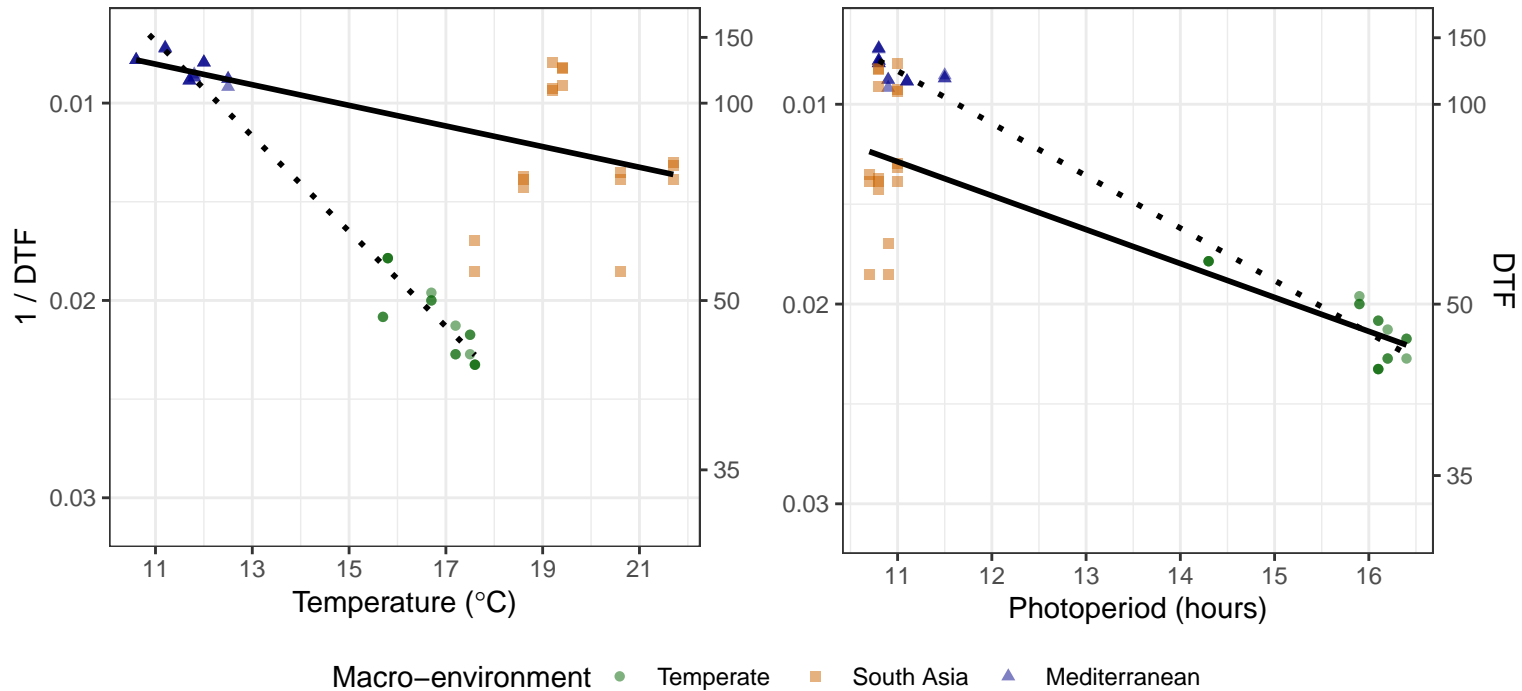 1 / DTF
0.01
0.02
0.03
150
100
50
35
11 13 15 17 19 21
Temperature (°C)
0.01
0.02
0.03
150
100
50
35
DTF
11 12 13 14 15 16
Photoperiod (hours)
Macro−environment Temperate South Asia Mediterranean